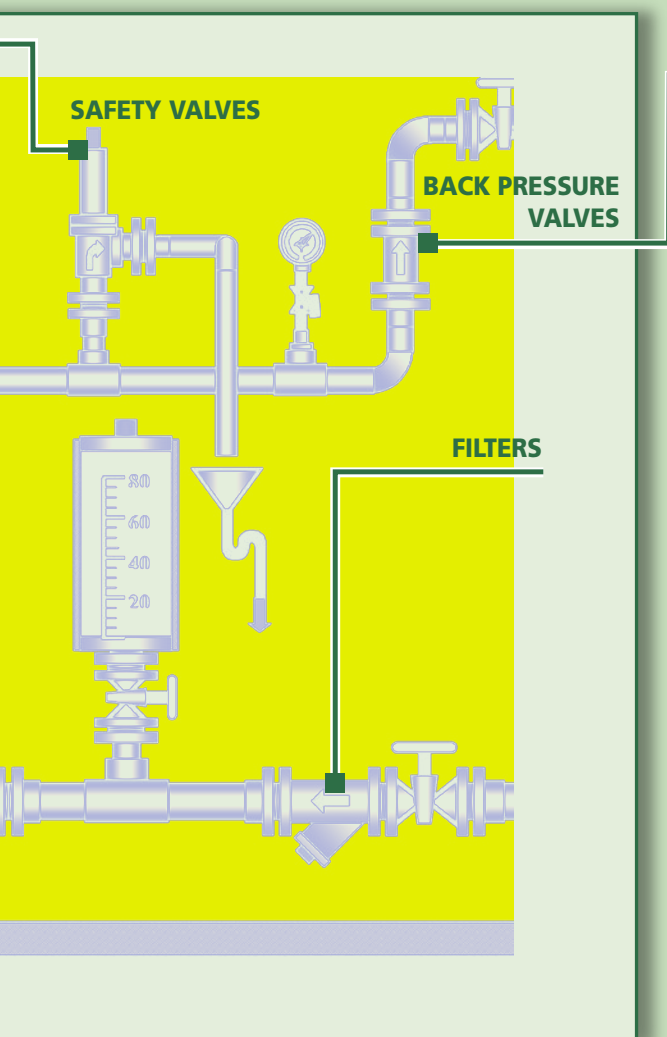 SAFETY VALVES
BACK PRESSURE
VALVES
FILTERS
80
60
40
20